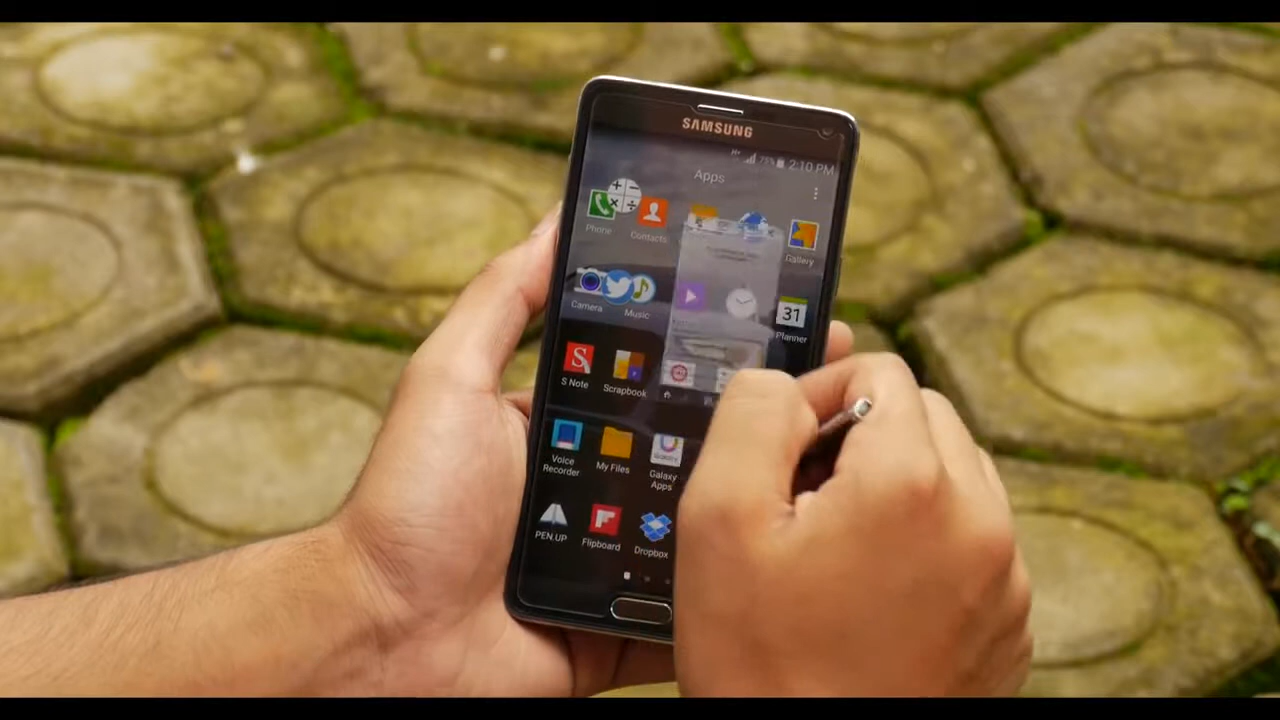 SAMSUNG
75% 2:10 PM
Apps
Phone
Contacts
Gallery
Camera
Music
31
Planner
S Note
Scrapbook
Voice
Recorder
My Files
Galaxy
Apps
PEN.UP
Flipboard
Dropbox